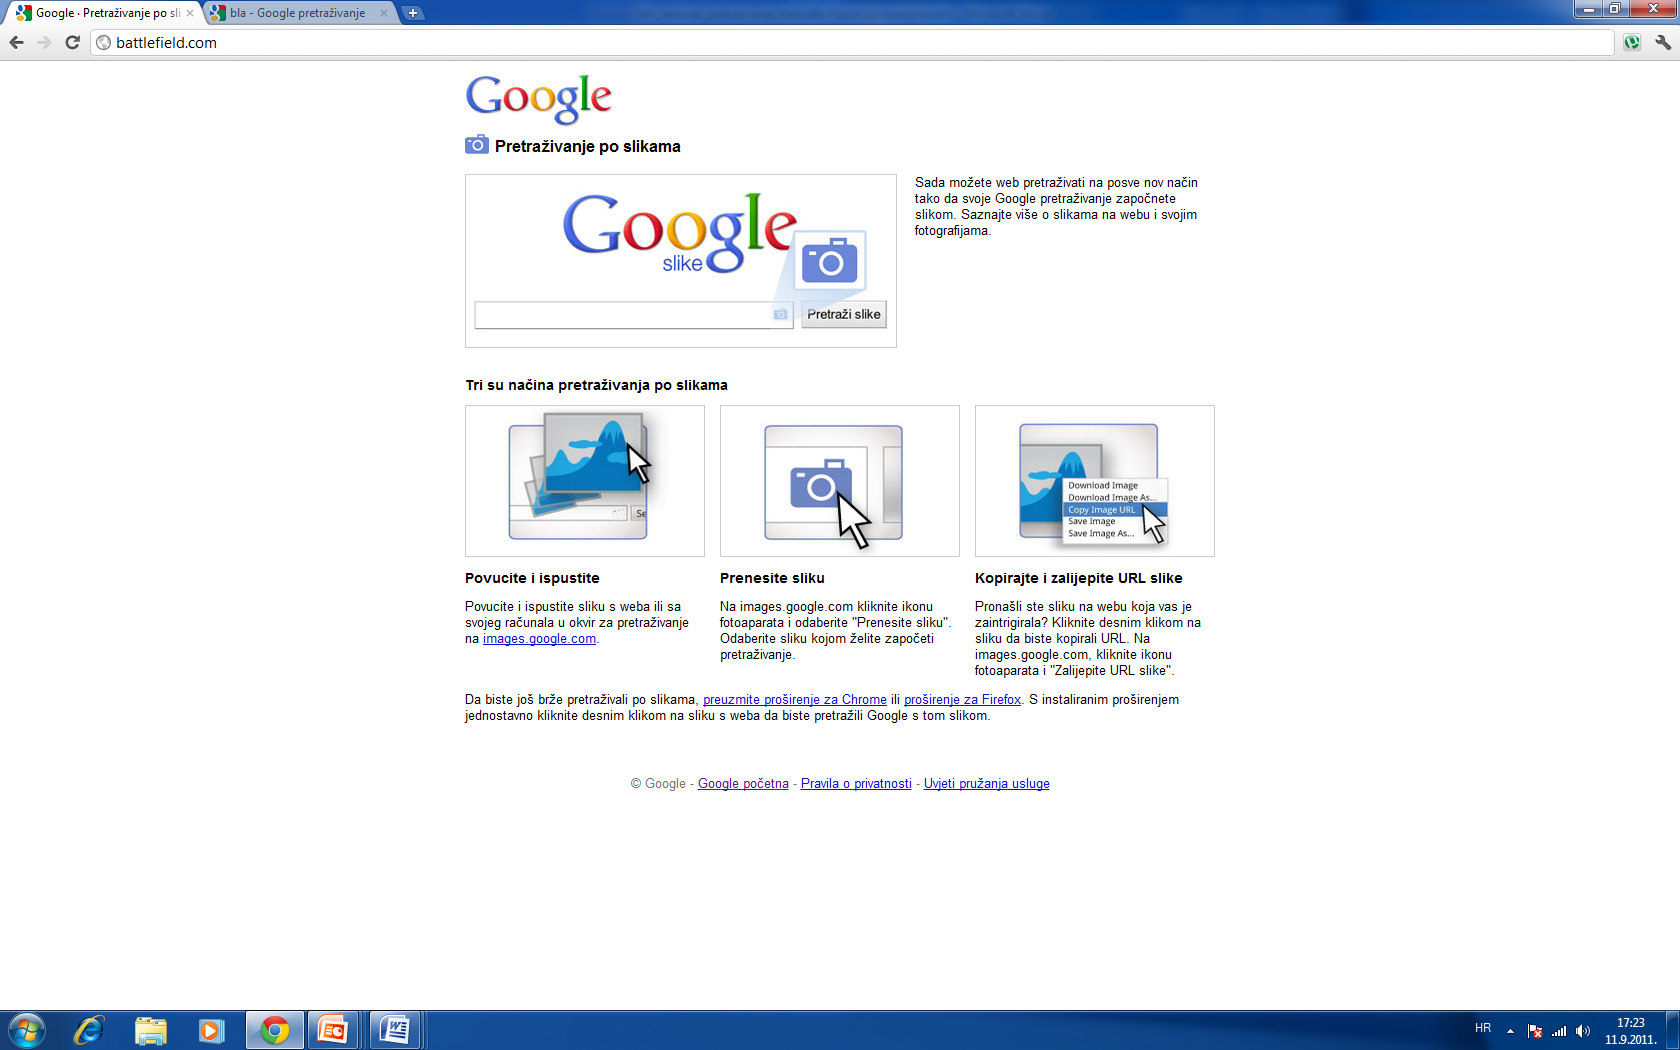 Google · Pretraživanje po sli
bla - Google pretraživanje
battlefield.com
Google
Pretraživanje po slikama
Google
slike
Pretraži slike
Sada možete web pretraživati na posve nov način
tako da svoje Google pretraživanje započnete
slikom. Saznajte više o slikama na webu i svojim
fotografijama.
Tri su načina pretraživanja po slikama
Se
Download Image
Download Image As...
Copy Image URL
Save Image
Save Image As...
Povucite i ispustite
Povucite i ispustite sliku s weba ili sa
svojeg računala u okvir za pretraživanje
na images.google.com.
Prenesite sliku
Na images.google.com kliknite ikonu
fotoaparata i odaberite "Prenesite sliku".
Odaberite sliku kojom želite započeti
pretraživanje.
Kopirajte i zalijepite URL slike
Pronašli ste sliku na webu koja vas je
zaintrigirala? Kliknite desnim klikom na
sliku da biste kopirali URL. Na
images.google.com, kliknite ikonu
fotoaparata i "Zalijepite URL slike".
Da biste još brže pretraživali po slikama, preuzmite proširenje za Chrome ili proširenje za Firefox. S instaliranim proširenjem
jednostavno kliknite desnim klikom na sliku s weba da biste pretražili Google s tom slikom.
© Google - Google početna - Pravila o privatnosti - Uvjeti pružanja usluge
HR
17:23
11.9.2011.